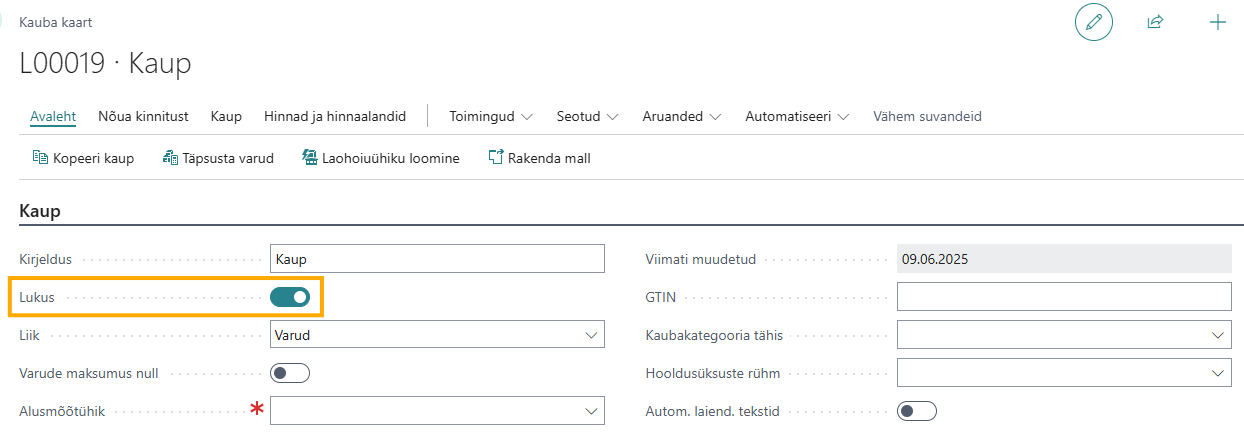 Kauba kaart
L00019 · Kaup
Avaleht Nõua kinnitust Kaup Hinnad ja hinnaalandid Toimingud Seotud Aruanded Automatiseeri Vähem suvandeid
Kopeeri kaup Täpsusta varud Laohoiuühiku loomine Rakenda mall
Kaup
Kirjeldus Kaup Viimati muudetud 09.06.2025
Lukus GTIN
Liik Varud Kaubakategooria tähis
Varude maksumus null Hooldusüksuste rühm
Alusmõõtühik * Autom. laiend. tekstid